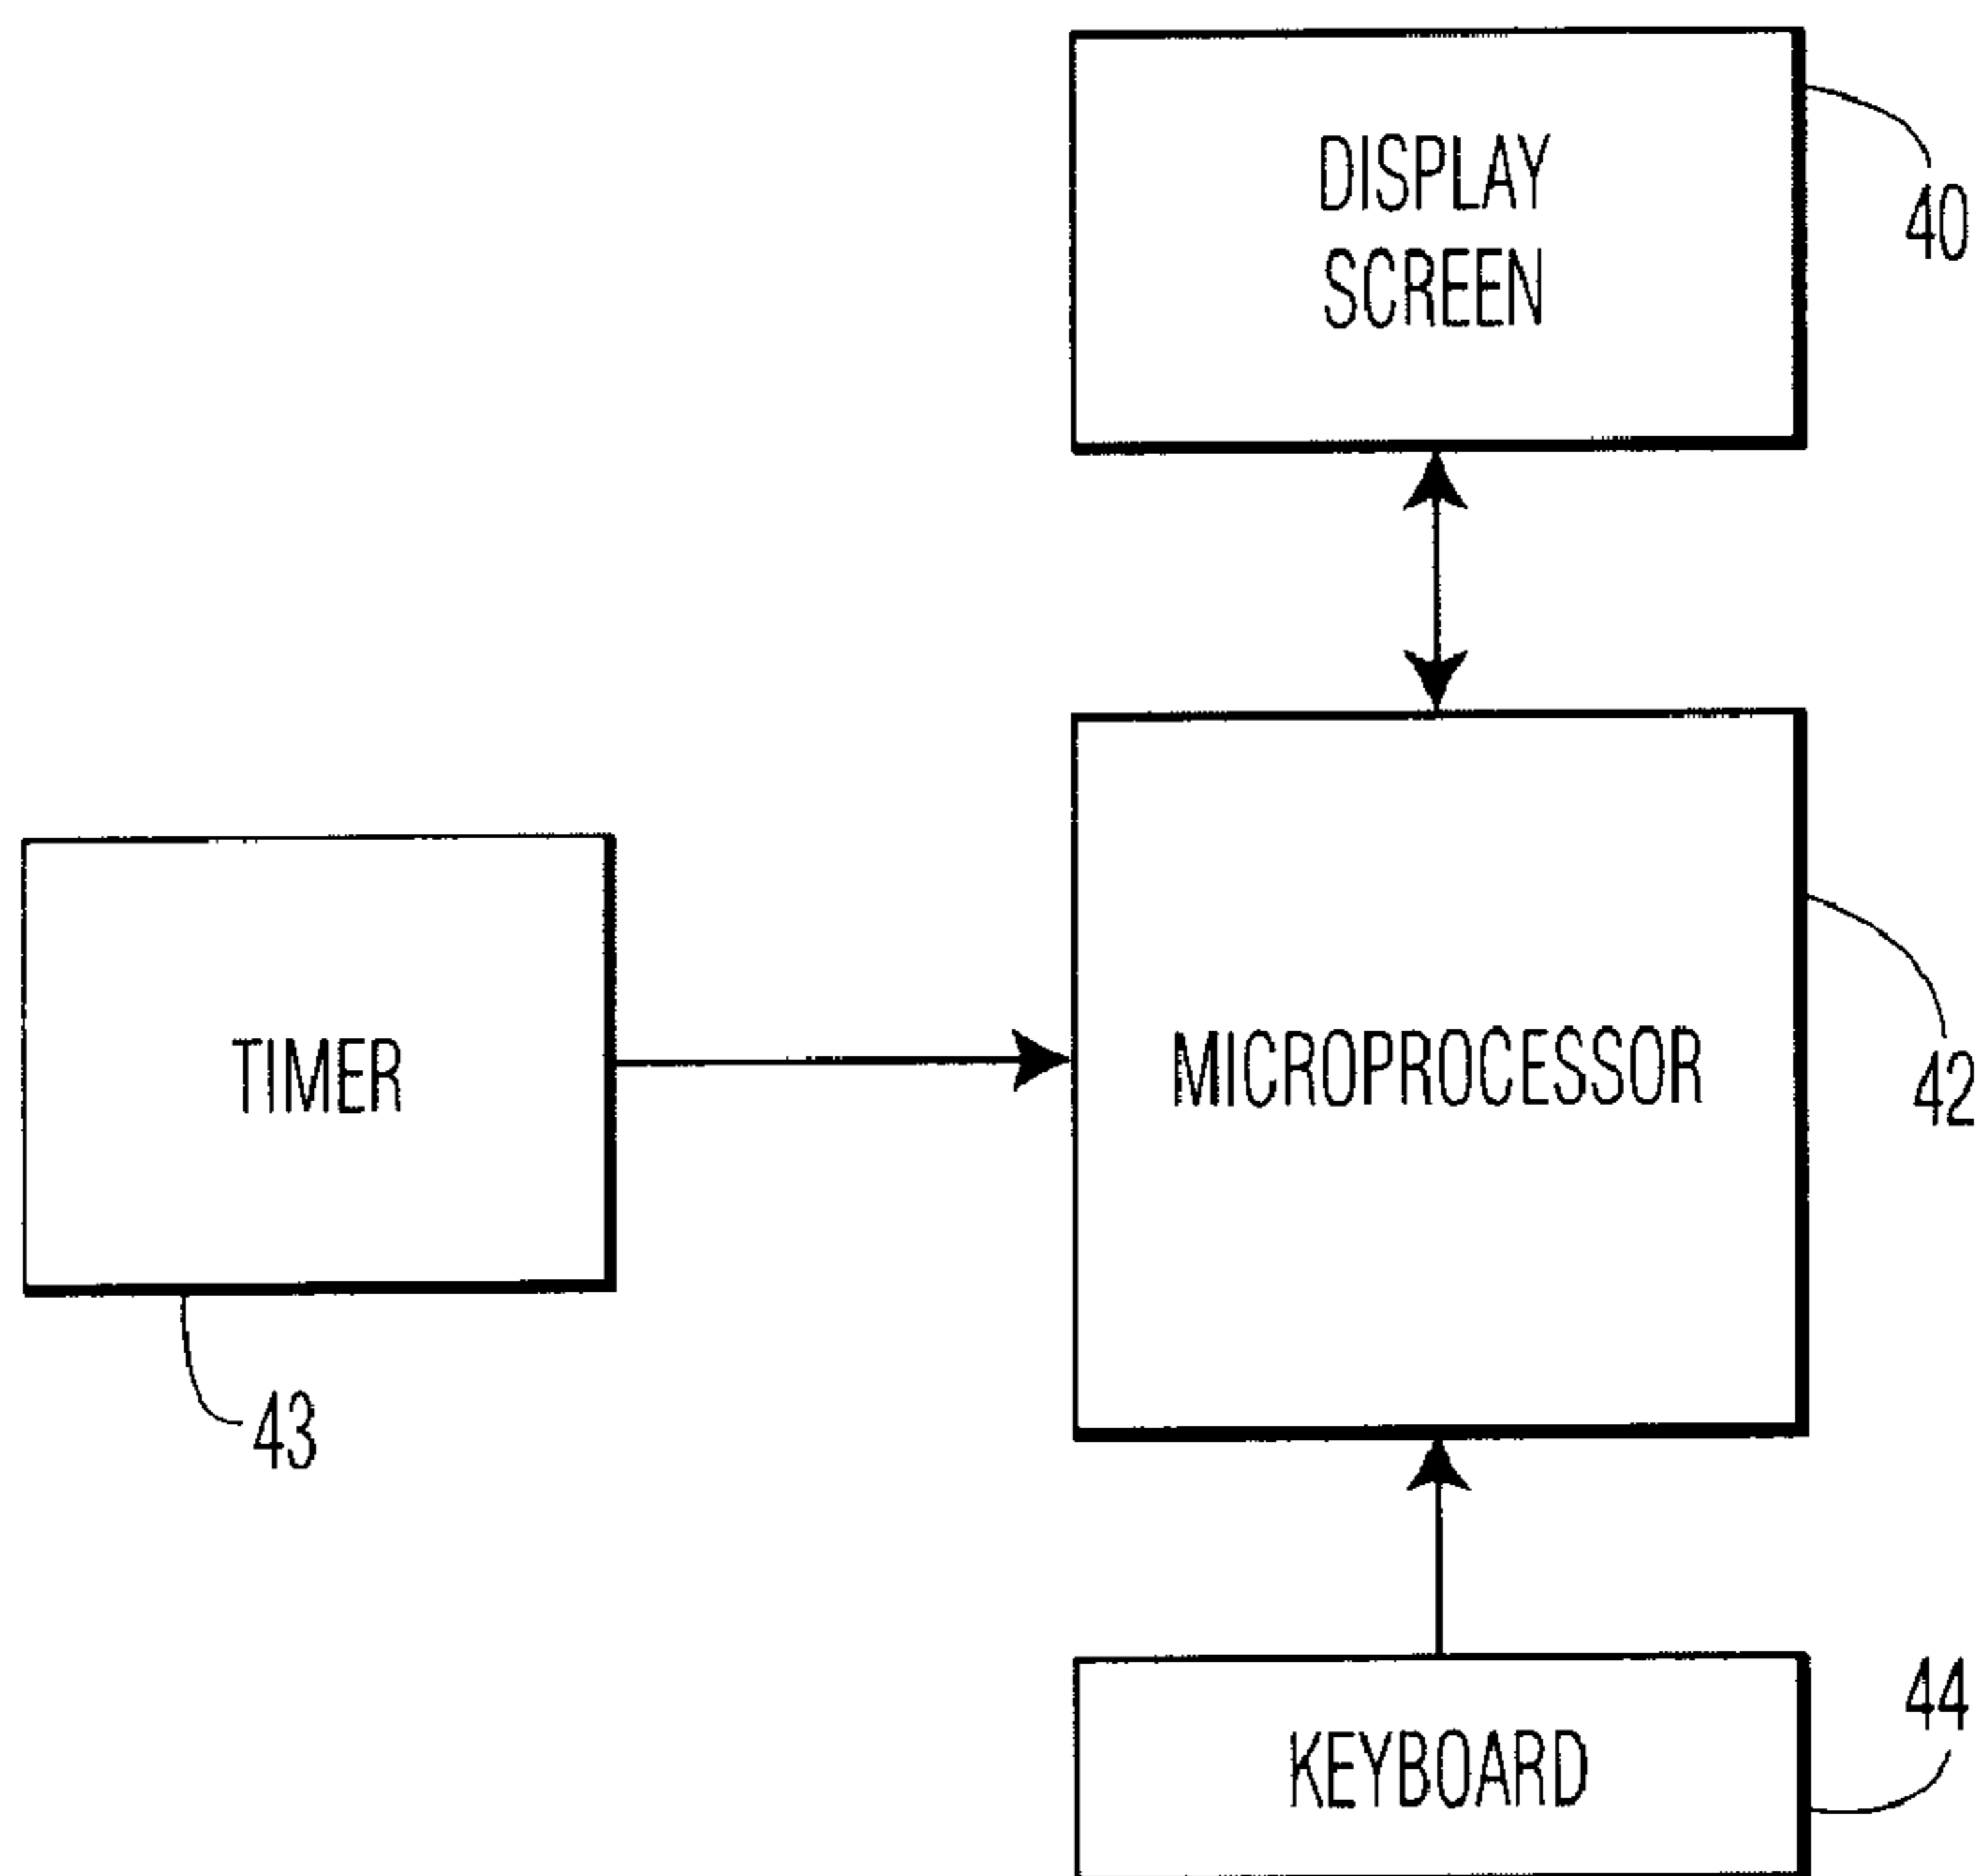 DISPLAY
SCREEN
40
TIMER
MICROPROCESSOR
42
43
44
KEYBOARD